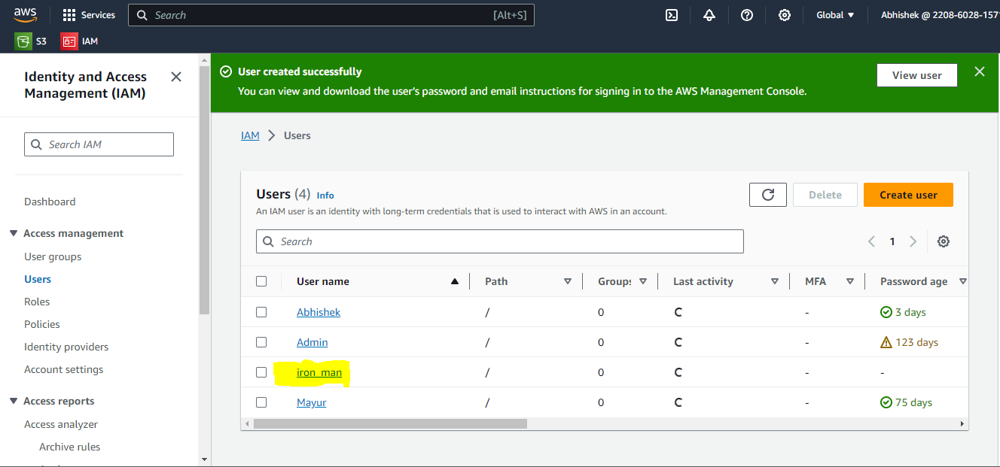 aws
Services
Search
[Alt+S]
Global
Abhishek @ 2208-6028-157
S3
IAM
Identity and Access
Management (IAM)
Search IAM
Dashboard
Access management
User groups
Users
Roles
Policies
Identity providers
Account settings
Access reports
Access analyzer
Archive rules
User created successfully
You can view and download the user's password and email instructions for signing in to the AWS Management Console.
View user
IAM > Users
Users (4) Info
An IAM user is an identity with long-term credentials that is used to interact with AWS in an account.
Delete
Create user
Search
1
User name Path Groups Last activity MFA Password age
Abhishek / 0 - 3 days
Admin / 0 - 123 days
iron_man / 0 - -
Mayur / 0 - 75 days